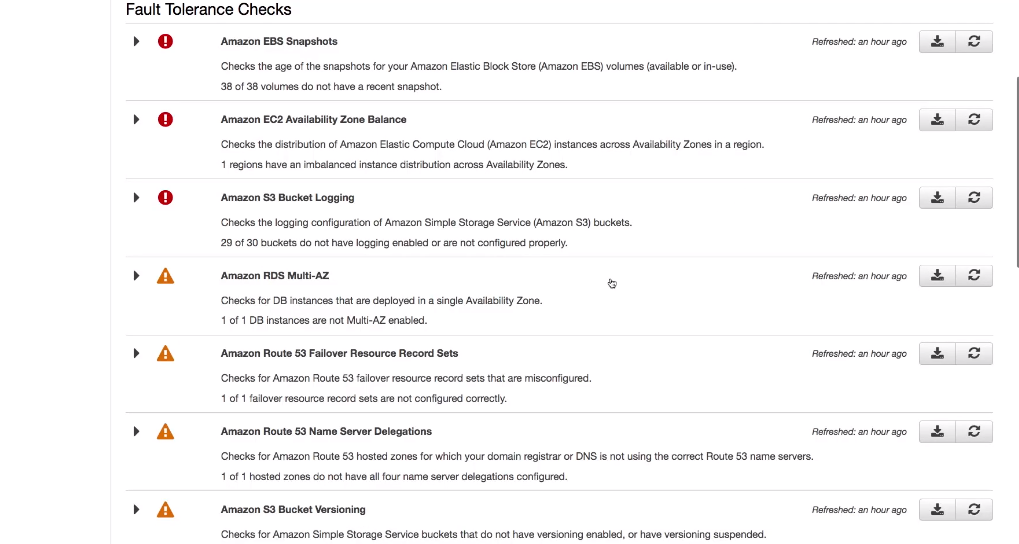 Fault Tolerance Checks
Amazon EBS Snapshots
Refreshed: an hour ago
Checks the age of the snapshots for your Amazon Elastic Block Store (Amazon EBS) volumes (available or in-use).
38 of 38 volumes do not have a recent snapshot.
Amazon EC2 Availability Zone Balance
Refreshed: an hour ago
Checks the distribution of Amazon Elastic Compute Cloud (Amazon EC2) instances across Availability Zones in a region.
1 regions have an imbalanced instance distribution across Availability Zones.
Amazon S3 Bucket Logging
Refreshed: an hour ago
Checks the logging configuration of Amazon Simple Storage Service (Amazon S3) buckets.
29 of 30 buckets do not have logging enabled or are not configured properly.
Amazon RDS Multi-AZ
Refreshed: an hour ago
Checks for DB instances that are deployed in a single Availability Zone.
1 of 1 DB instances are not Multi-AZ enabled.
Amazon Route 53 Failover Resource Record Sets
Refreshed: an hour ago
Checks for Amazon Route 53 failover resource record sets that are misconfigured.
1 of 1 failover resource record sets are not configured correctly.
Amazon Route 53 Name Server Delegations
Refreshed: an hour ago
Checks for Amazon Route 53 hosted zones for which your domain registrar or DNS is not using the correct Route 53 name servers.
1 of 1 hosted zones do not have all four name server delegations configured.
Amazon S3 Bucket Versioning
Refreshed: an hour ago
Checks for Amazon Simple Storage Service buckets that do not have versioning enabled, or have versioning suspended.